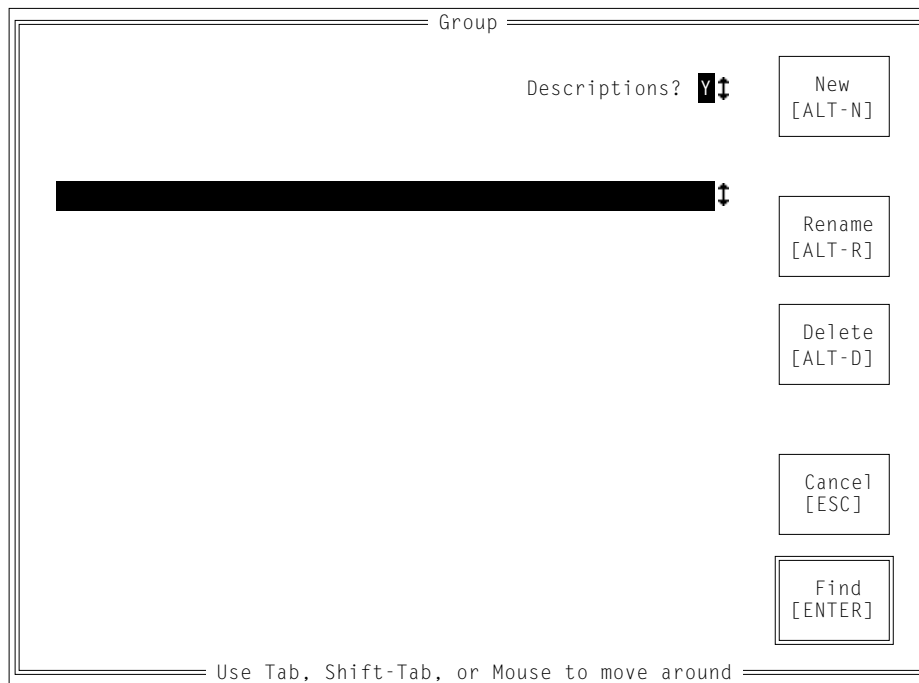 Group
Descriptions? Y
New
[ALT-N]
Rename
[ALT-R]
Delete
[ALT-D]
Cancel
[ESC]
Find
[ENTER]
Use Tab, Shift-Tab, or Mouse to move around